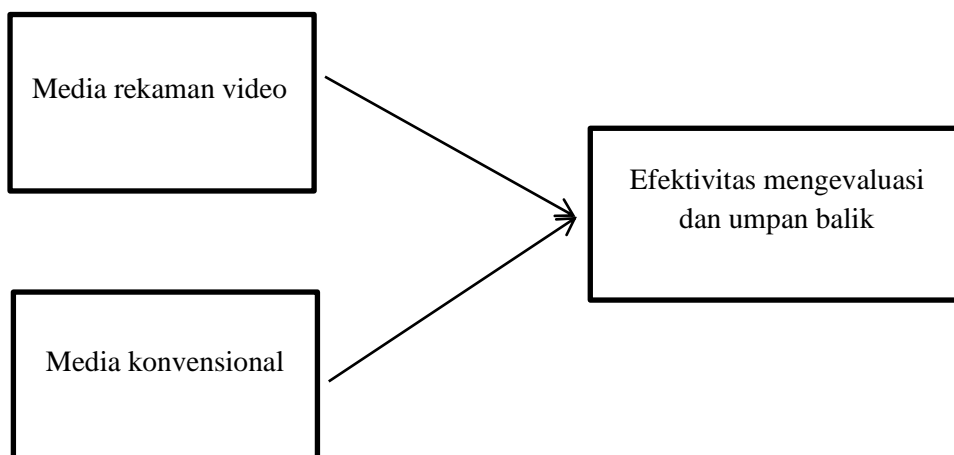 Media rekaman video
Efektivitas mengevaluasi
dan umpan balik
Media konvensional